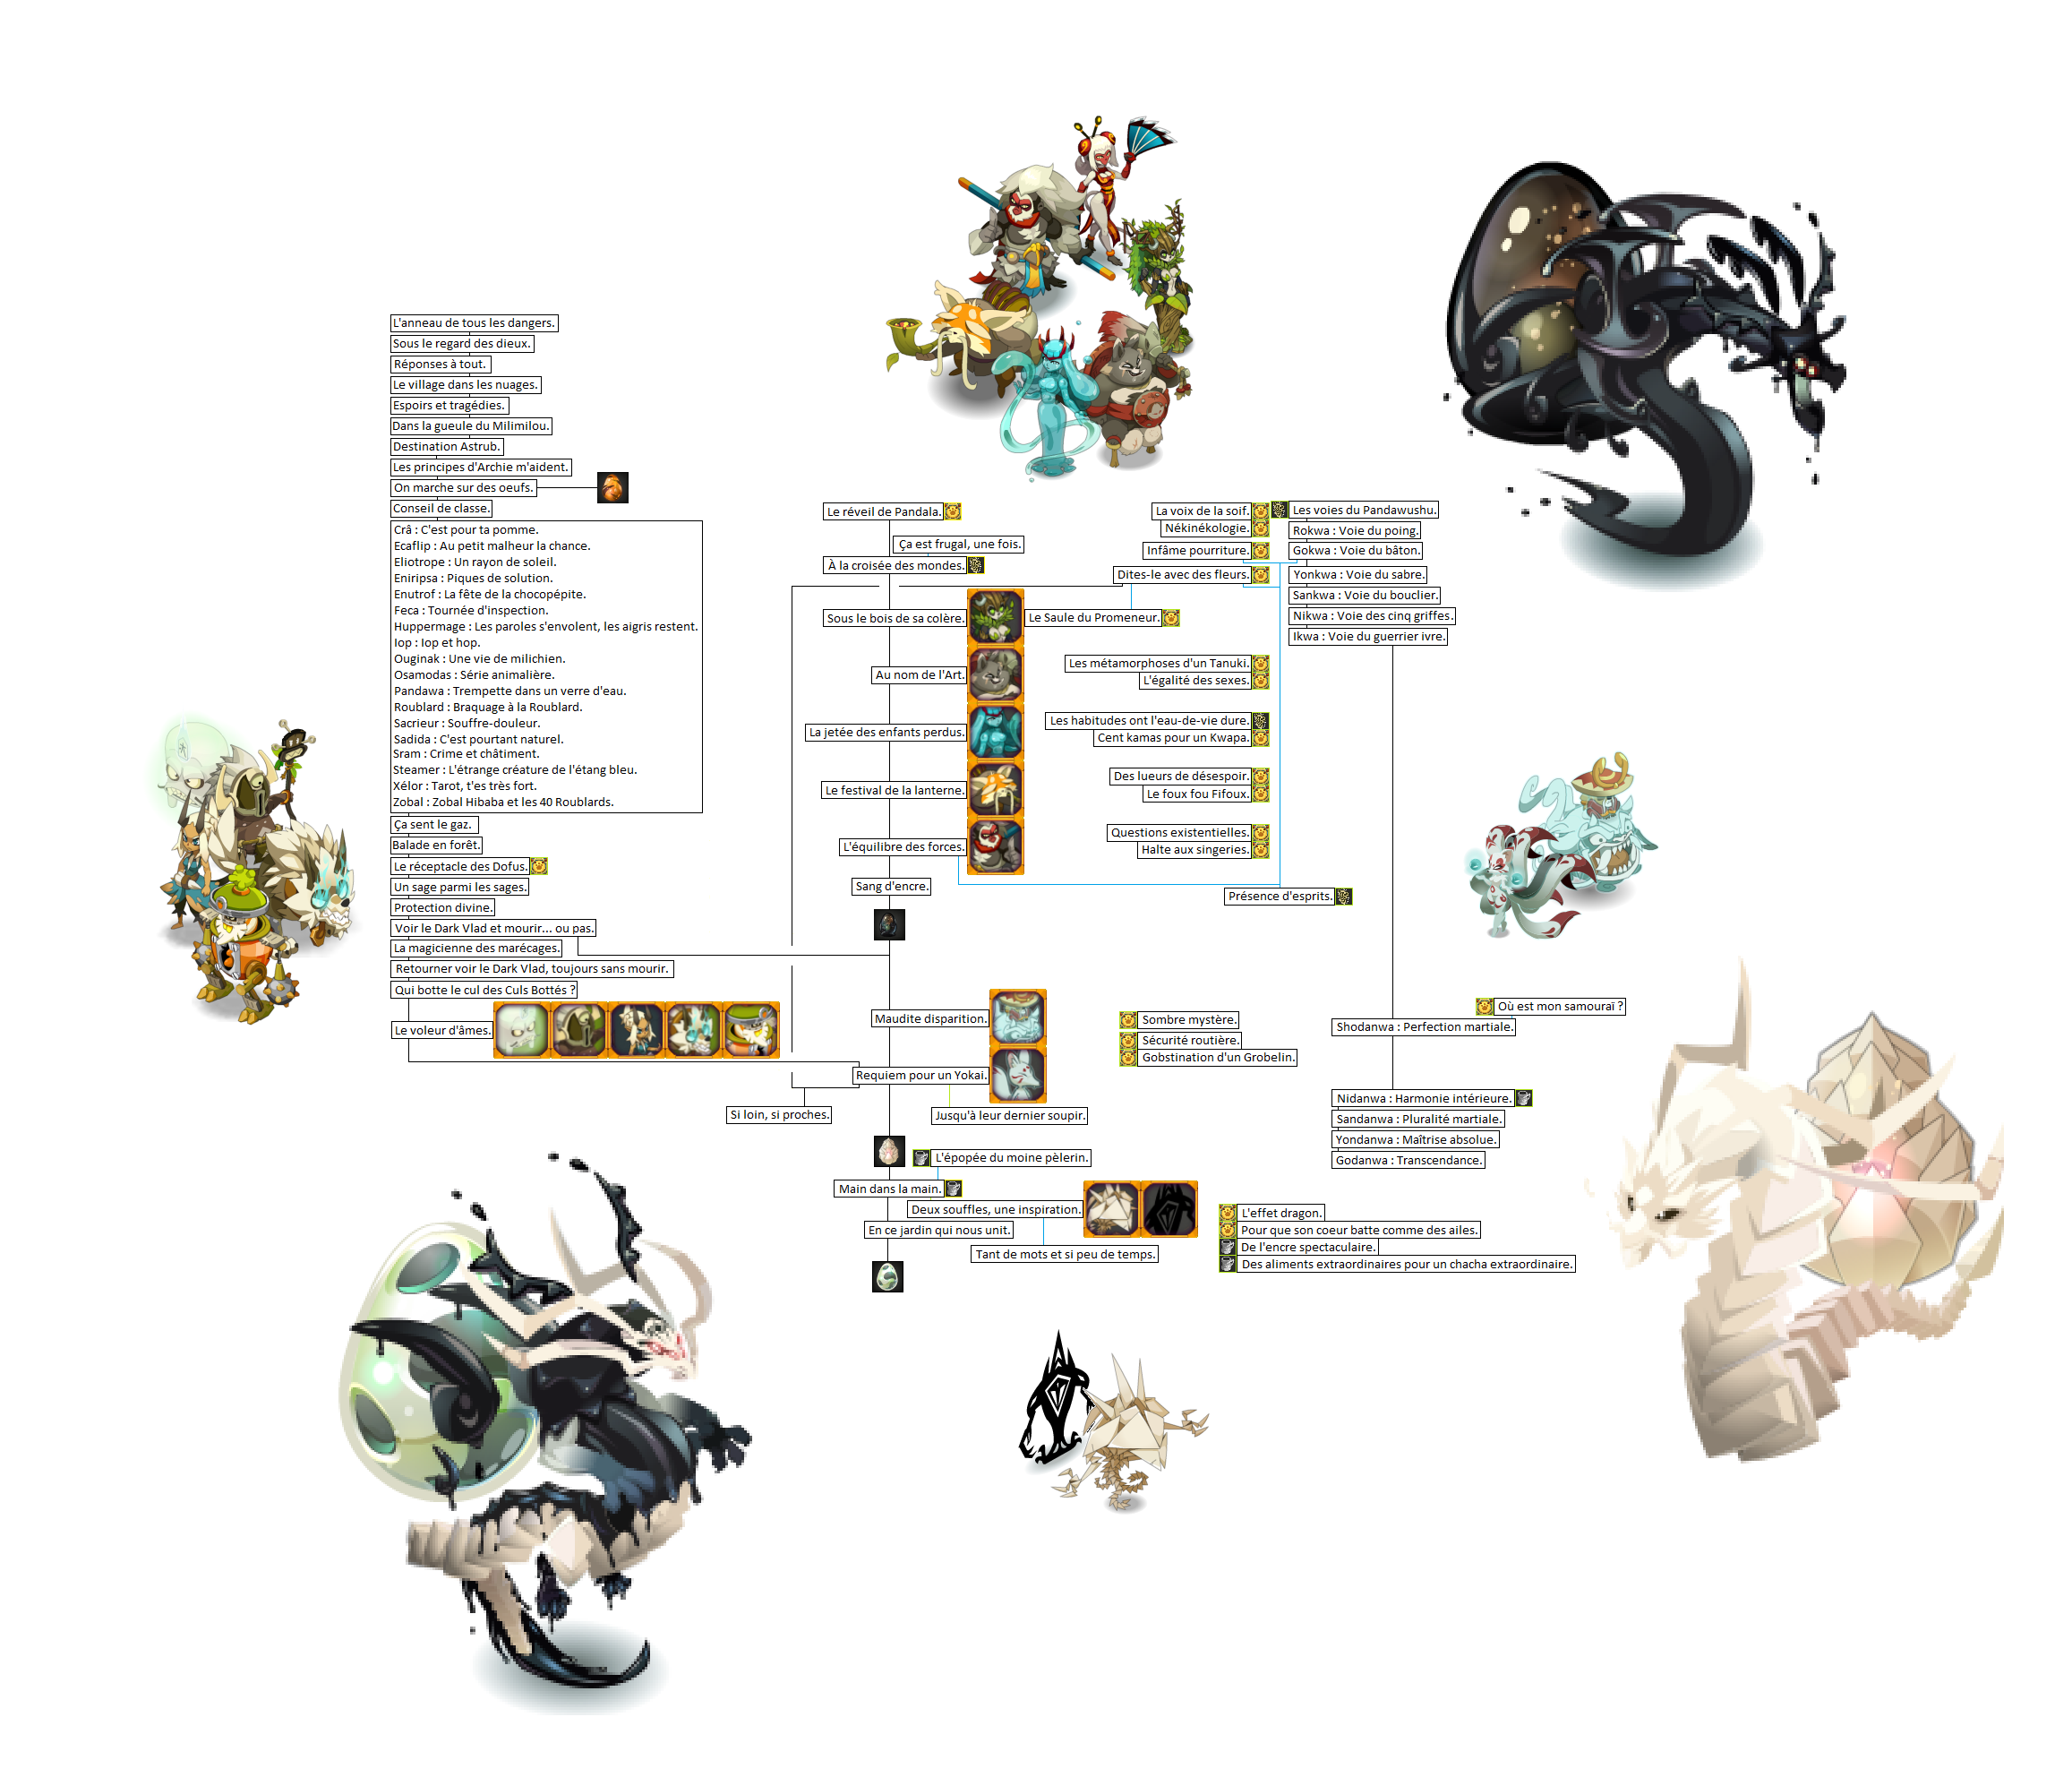 L'anneau de tous les dangers.
Sous le regard des dieux.
Réponses à tout.
Le village dans les nuages.
Espoirs et tragédies.
Dans la gueule du Milimilou.
Destination Astrub.
Les principes d'Archie m'aident.
On marche sur des oeufs.
Conseil de classe.
Crâ : C'est pour ta pomme.
Ecaflip : Au petit malheur la chance.
Eliotrope : Un rayon de soleil.
Eniripsa : Piques de solution.
Enutrof : La fête de la chocopépite.
Feca : Tournée d'inspection.
Huppermage : Les paroles s'envolent, les aigris restent.
Iop : Iop et hop.
Ouginak : Une vie de milichien.
Osamodas : Série animalière.
Pandawa : Trempette dans un verre d'eau.
Roublard : Braquage à la Roublard.
Sacrieur : Souffre-douleur.
Sadida : C'est pourtant naturel.
Sram : Crime et châtiment.
Steamer : L'étrange créature de l'étang bleu.
Xélor : Tarot, t'es très fort.
Zobal : Zobal Hibaba et les 40 Roublards.
Ça sent le gaz.
Balade en forêt.
Le réceptacle des Dofus.
Un sage parmi les sages.
Protection divine.
Voir le Dark Vlad et mourir... ou pas.
La magicienne des marécages.
Retourner voir le Dark Vlad, toujours sans mourir.
Qui botte le cul des Culs Bottés ?
Le voleur d'âmes.
Le réveil de Pandala.
Ça est frugal, une fois.
À la croisée des mondes.
Sous le bois de sa colère.
Au nom de l'Art.
La jetée des enfants perdus.
Le festival de la lanterne.
L'équilibre des forces.
Sang d'encre.
Maudite disparition.
Requiem pour un Yokai.
Si loin, si proches.
Jusqu'à leur dernier soupir.
L'épopée du moine pèlerin.
Main dans la main.
Deux souffles, une inspiration.
En ce jardin qui nous unit.
Tant de mots et si peu de temps.
La voix de la soif.
Nékinékologie.
Infâme pourriture.
Dites-le avec des fleurs.
Le Saule du Promeneur.
Les métamorphoses d'un Tanuki.
L'égalité des sexes.
Les habitudes ont l'eau-de-vie dure.
Cent kamas pour un Kwapa.
Des lueurs de désespoir.
Le foux fou Fifoux.
Questions existentielles.
Halte aux singeries.
Présence d'esprits.
Sombre mystère.
Sécurité routière.
Gobstination d'un Grobelin.
L'effet dragon.
Pour que son coeur batte comme des ailes.
De l'encre spectaculaire.
Des aliments extraordinaires pour un chacha extraordinaire.
Les voies du Pandawushu.
Rokwa : Voie du poing.
Gokwa : Voie du bâton.
Yonkwa : Voie du sabre.
Sankwa : Voie du bouclier.
Nikwa : Voie des cinq griffes.
Ikwa : Voie du guerrier ivre.
Où est mon samouraï ?
Shodanwa : Perfection martiale.
Nidanwa : Harmonie intérieure.
Sandanwa : Pluralité martiale.
Yondanwa : Maîtrise absolue.
Godanwa : Transcendance.